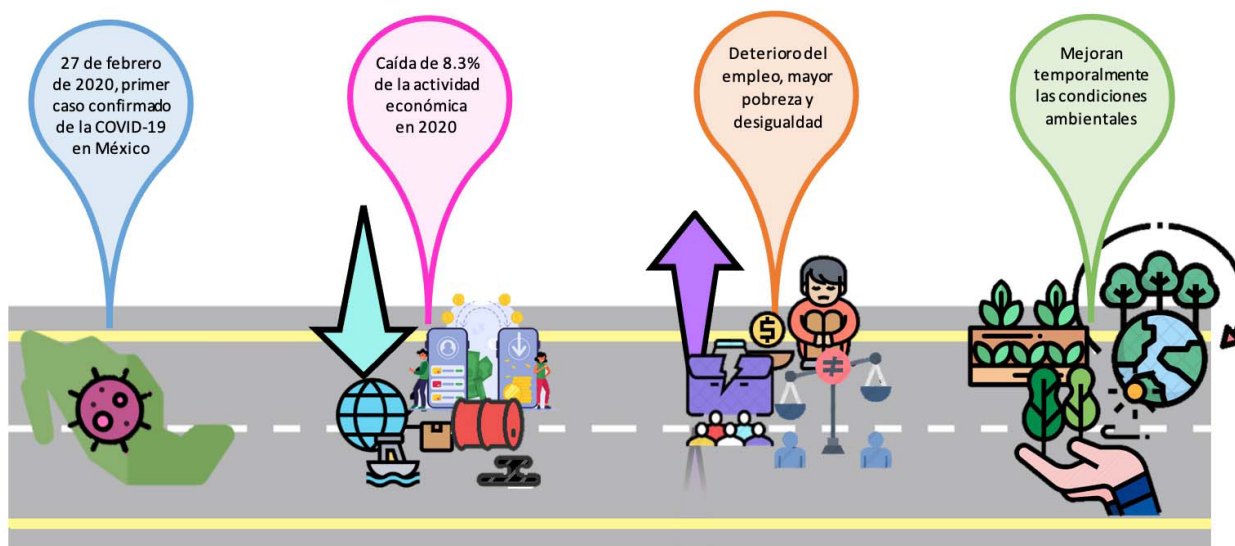 27 de febrero
de 2020, primer
caso confirmado
de la COVID-19
en México
Caída de 8.3%
de la actividad
económica
en 2020
Deterioro del
empleo, mayor
pobreza y
desigualdad
Mejoran
temporalmente
las condiciones
ambientales